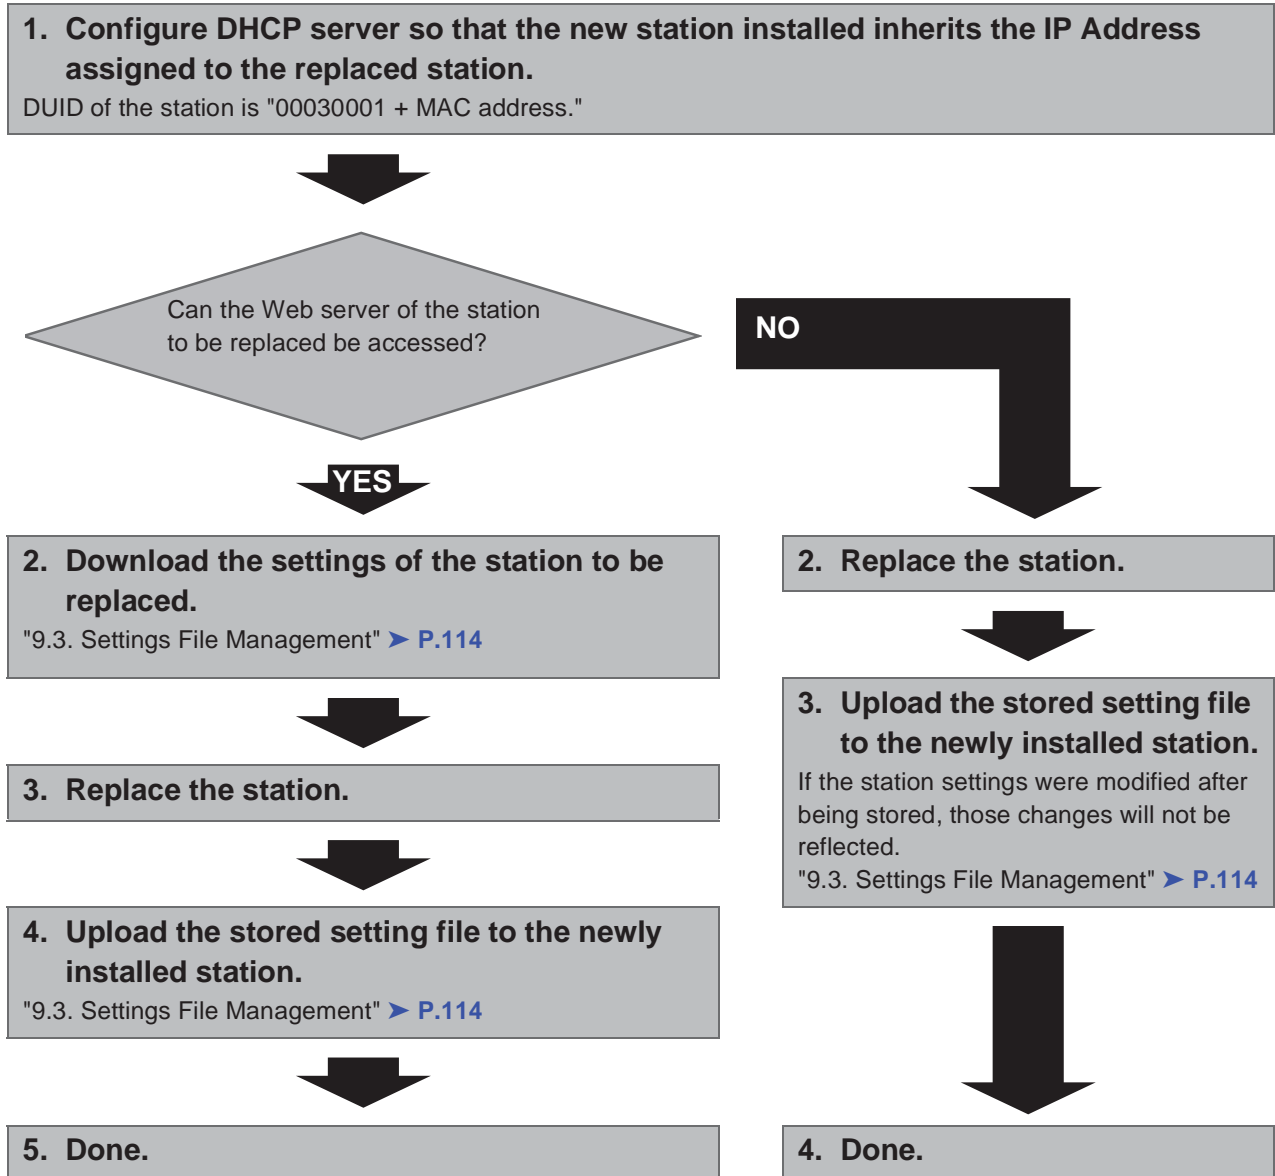 1. Configure DHCP server so that the new station installed inherits the IP Address
assigned to the replaced station.
DUID of the station is "00030001 + MAC address."
Can the Web server of the station
to be replaced be accessed?
NO
YES
2. Download the settings of the station to be
replaced.
"9.3. Settings File Management" ➤ P.114
3. Replace the station.
4. Upload the stored setting file to the newly
installed station.
"9.3. Settings File Management" ➤ P.114
5. Done.
2. Replace the station.
3. Upload the stored setting file
to the newly installed station.
If the station settings were modified after
being stored, those changes will not be
reflected.
"9.3. Settings File Management" ➤ P.114
4. Done.